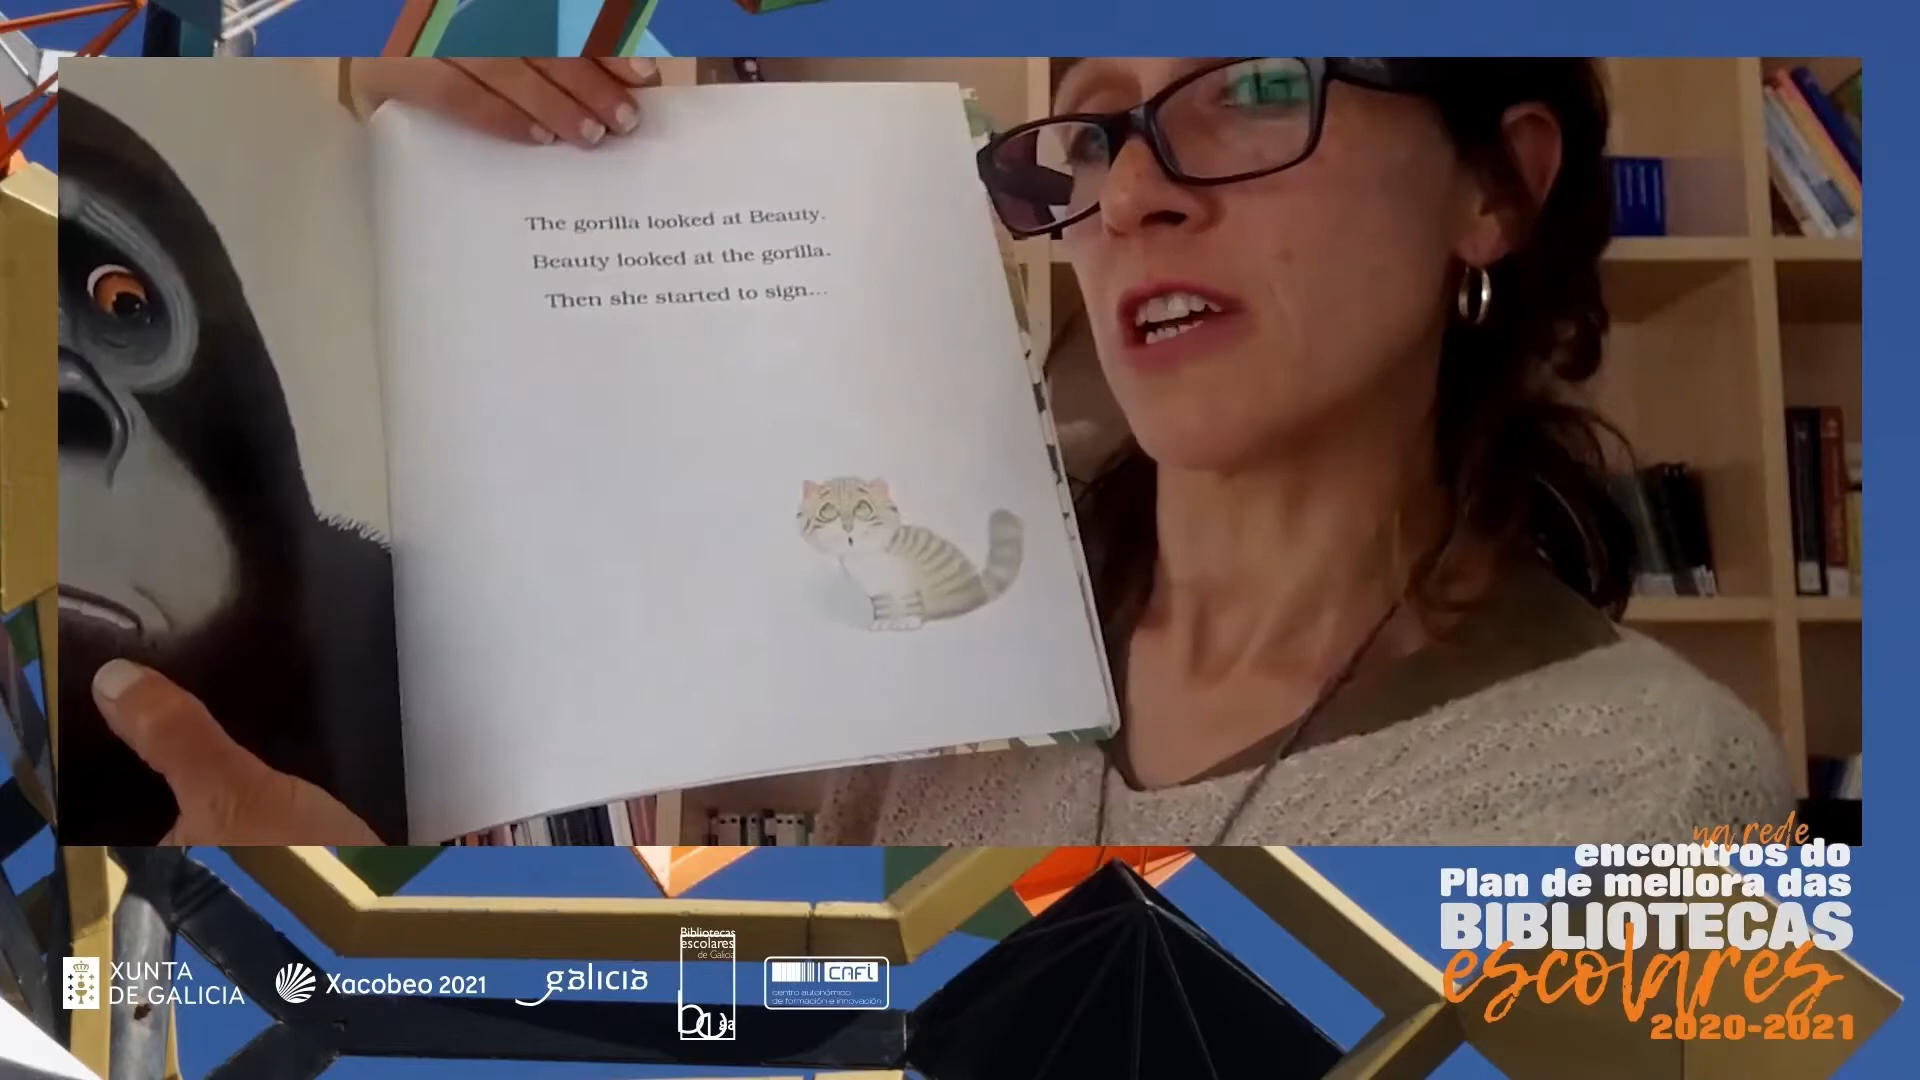 The gorilla looked at Beauty.
Beauty looked at the gorilla.
Then she started to sign...
na rede
encontros do
Plan de mellora das
BIBLIOTECAS
escolares
2020-2021
XUNTA
DE GALICIA
Xacobeo 2021
galicia
Bibliotecas
escolares
de Galicia
CAFi
centro autonómico
de formación e innovación